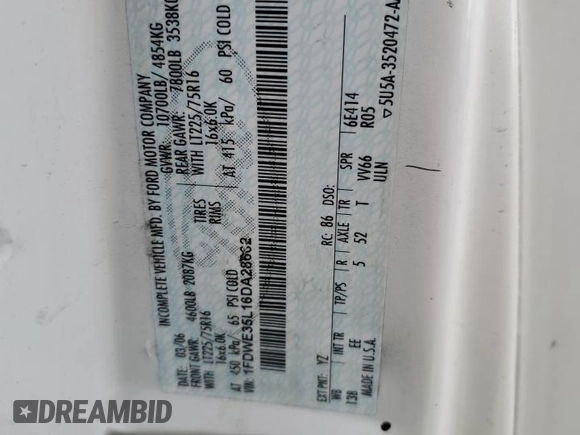 INCOMPLETE VEHICLE MFD. BY FORD MOTOR COMPANY
DATE: 03/06 GVWR: 10700LB/ 4854KG
FRONT GAWR: 4600LB 2087KG REAR GAWR: 7800LB 3538KG
WITH LT225/75R16 TIRES WITH LT225/75R16
16x6.0K RIMS 16x6.0K
AT 450 kPa/ 65 PSI COLD AT 415 kPa/ 60 PSI COLD
VIN: 1FDWE35L16DA28662
EXT PNT: YZ RC: 86 DSO:
WB INT TR TP/PS R AXLE TR SPR 6E414
138 EE 5 52 T VV66 R05
MADE IN U.S.A. ULN
▽5U5A-3520472-A
DREAMBID